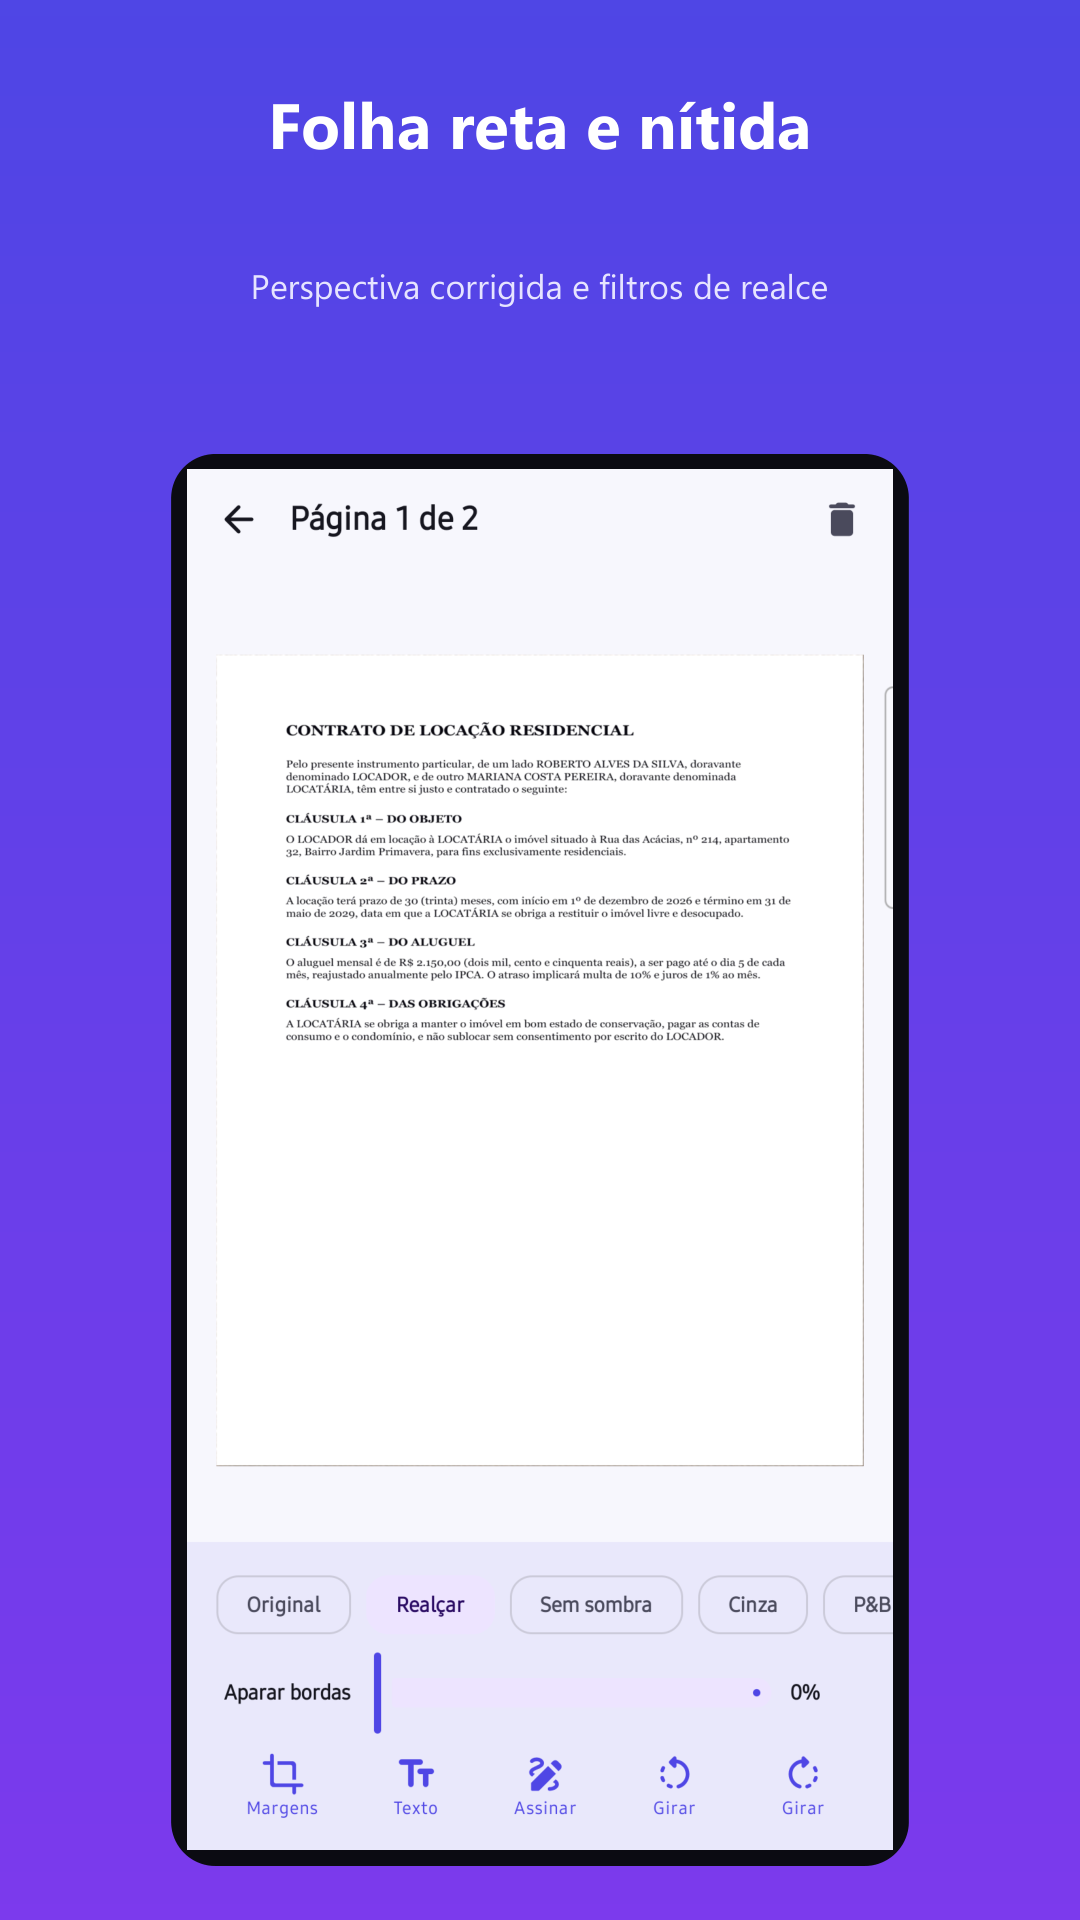 Folha reta e nítida
Perspectiva corrigida e filtros de realce
Página 1 de 2
CONTRATO DE LOCAÇÃO RESIDENCIAL
Pelo presente instrumento particular, de um lado ROBERTO ALVES DA SILVA, doravante
denominado LOCADOR, e de outro MARIANA COSTA PEREIRA, doravante denominada
LOCATÁRIA, têm entre si justo e contratado o seguinte:
CLÁUSULA 1ª – DO OBJETO
O LOCADOR dá em locação à LOCATÁRIA o imóvel situado à Rua das Acácias, nº 214, apartamento
32, Bairro Jardim Primavera, para fins exclusivamente residenciais.
CLÁUSULA 2ª – DO PRAZO
A locação terá prazo de 30 (trinta) meses, com início em 1º de dezembro de 2026 e término em 31 de
maio de 2029, data em que a LOCATÁRIA se obriga a restituir o imóvel livre e desocupado.
CLÁUSULA 3ª – DO ALUGUEL
O aluguel mensal é de R$ 2.150,00 (dois mil, cento e cinquenta reais), a ser pago até o dia 5 de cada
mês, reajustado anualmente pelo IPCA. O atraso implicará multa de 10% e juros de 1% ao mês.
CLÁUSULA 4ª – DAS OBRIGAÇÕES
A LOCATÁRIA se obriga a manter o imóvel em bom estado de conservação, pagar as contas de
consumo e o condomínio, e não sublocar sem consentimento por escrito do LOCADOR.
Original Realçar Sem sombra Cinza P&B
Aparar bordas 0%
Margens Texto Assinar Girar Girar